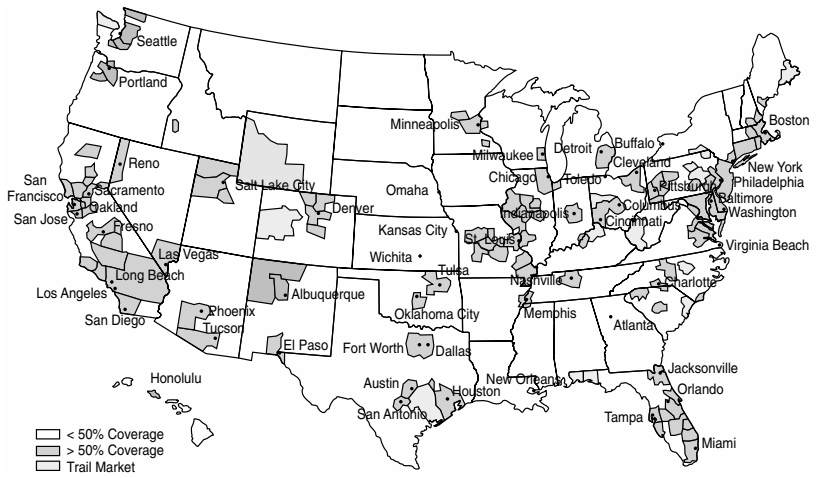 Seattle
Portland
Minneapolis
Boston
Milwaukee
Detroit
Buffalo
Cleveland
Chicago
Toledo
New York
Reno
Pittsburgh
Philadelphia
San
Francisco
Sacramento
Salt Lake City
Omaha
Baltimore
Oakland
Denver
Indianapolis
Columbus
Washington
San Jose
Fresno
Kansas City
Cincinnati
St. Louis
Virginia Beach
Las Vegas
Wichita
Long Beach
Tulsa
Nashville
Charlotte
Los Angeles
Albuquerque
Phoenix
Oklahoma City
Memphis
San Diego
Tucson
Atlanta
El Paso
Fort Worth
Dallas
Honolulu
Austin
Houston
New Orleans
Jacksonville
Orlando
San Antonio
Tampa
Miami
< 50% Coverage
> 50% Coverage
Trail Market